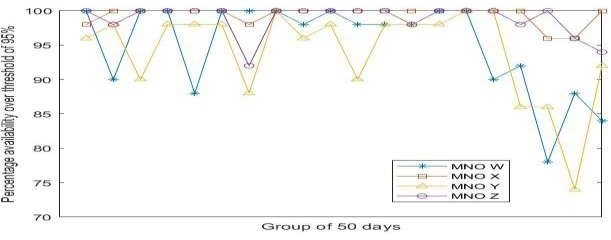 Percentage availability over threshold of 95%
100
95
90
85
80
75
70
MNO W
MNO X
MNO Y
MNO Z
Group of 50 days